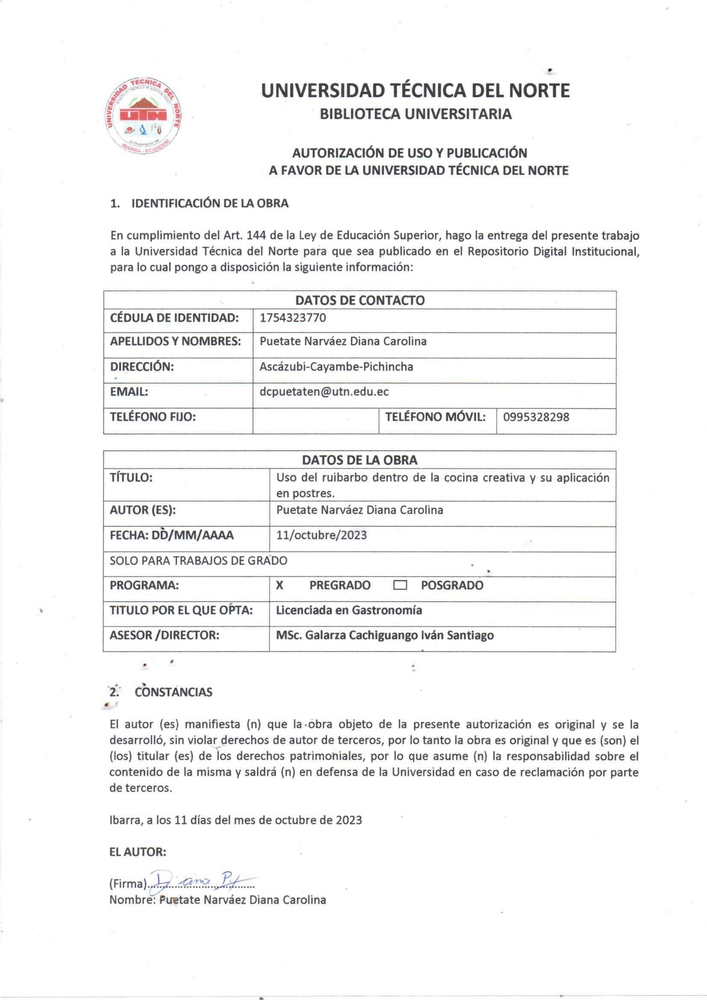 UNIVERSIDAD TECNICA DEL NORTE
UTN
IBARRA - ECUADOR
UNIVERSIDAD TÉCNICA DEL NORTE
BIBLIOTECA UNIVERSITARIA
AUTORIZACIÓN DE USO Y PUBLICACIÓN
A FAVOR DE LA UNIVERSIDAD TÉCNICA DEL NORTE
1. IDENTIFICACIÓN DE LA OBRA
En cumplimiento del Art. 144 de la Ley de Educación Superior, hago la entrega del presente trabajo
a la Universidad Técnica del Norte para que sea publicado en el Repositorio Digital Institucional,
para lo cual pongo a disposición la siguiente información:
DATOS DE CONTACTO
CÉDULA DE IDENTIDAD: 1754323770
APELLIDOS Y NOMBRES: Puetate Narváez Diana Carolina
DIRECCIÓN: Ascázubi-Cayambe-Pichincha
EMAIL: dcpuetaten@utn.edu.ec
TELÉFONO FIJO: TELÉFONO MÓVIL: 0995328298
DATOS DE LA OBRA
TÍTULO: Uso del ruibarbo dentro de la cocina creativa y su aplicación
en postres.
AUTOR (ES): Puetate Narváez Diana Carolina
FECHA: DD/MM/AAAA 11/octubre/2023
SOLO PARA TRABAJOS DE GRADO
PROGRAMA: X PREGRADO ☐ POSGRADO
TITULO POR EL QUE OPTA: Licenciada en Gastronomía
ASESOR /DIRECTOR: MSc. Galarza Cachiguango Iván Santiago
2. CONSTANCIAS
El autor (es) manifiesta (n) que la obra objeto de la presente autorización es original y se la
desarrolló, sin violar derechos de autor de terceros, por lo tanto la obra es original y que es (son) el
(los) titular (es) de los derechos patrimoniales, por lo que asume (n) la responsabilidad sobre el
contenido de la misma y saldrá (n) en defensa de la Universidad en caso de reclamación por parte
de terceros.
Ibarra, a los 11 días del mes de octubre de 2023
EL AUTOR:
(Firma) Diana P.
Nombre: Puetate Narváez Diana Carolina